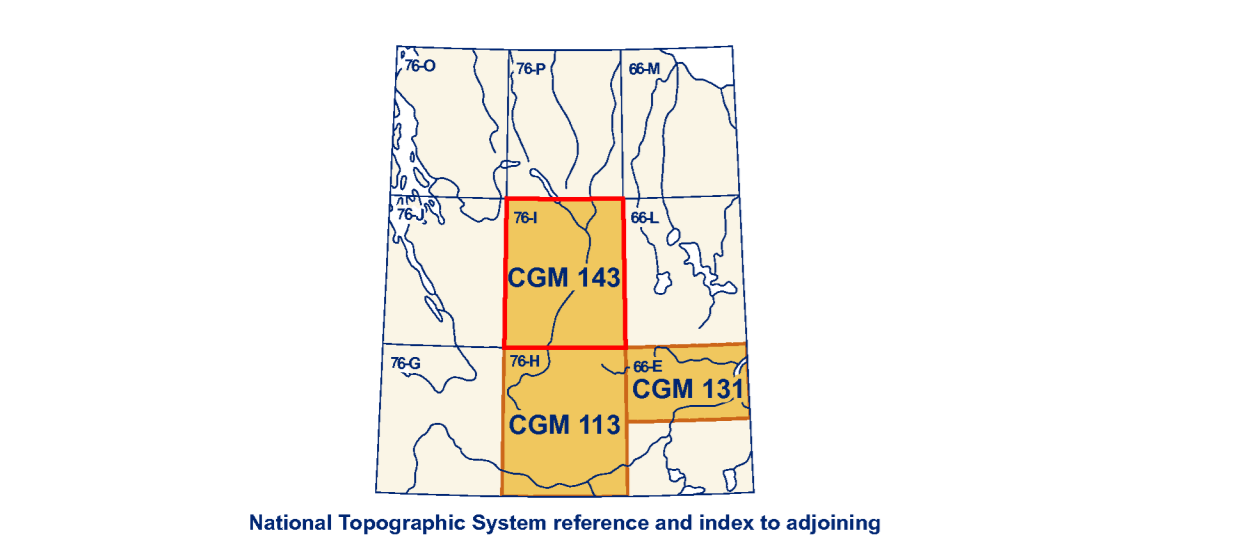 76-O
76-P
66-M
76-J
76-I
66-L
CGM 143
76-G
76-H
66-E
CGM 131
CGM 113
National Topographic System reference and index to adjoining